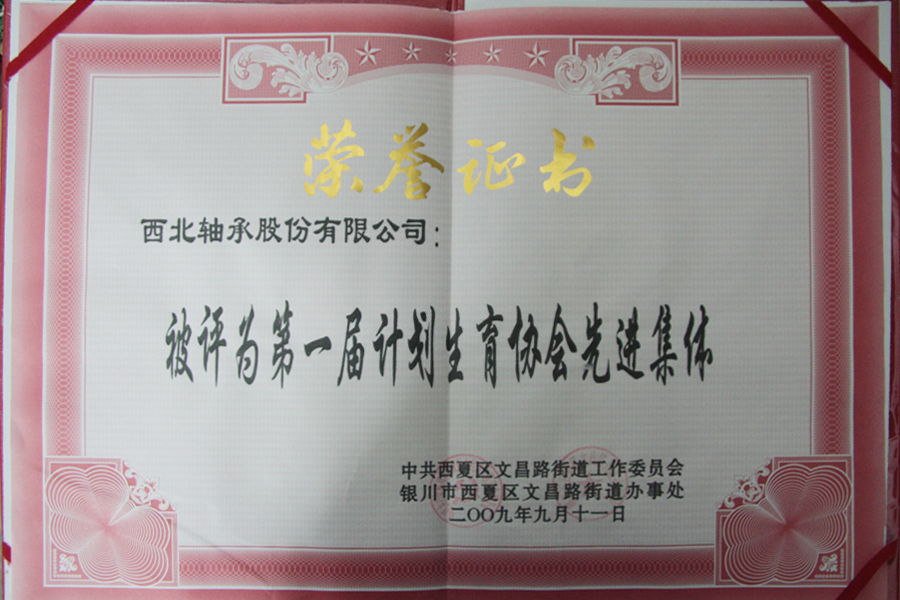 荣誉证书
西北轴承股份有限公司：
被评为第一届计划生育协会先进集体
中共西夏区文昌路街道工作委员会
银川市西夏区文昌路街道办事处
二〇〇九年九月十一日